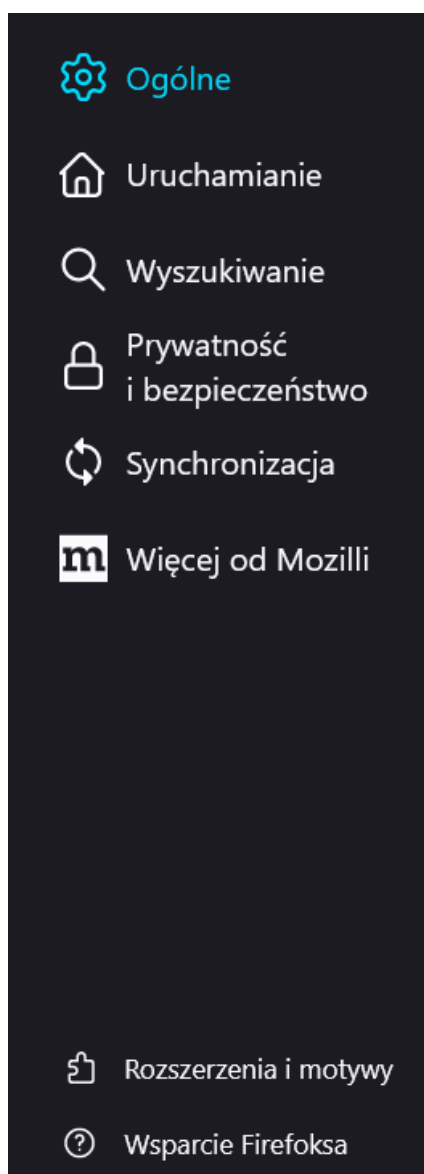 Ogólne
Uruchamianie
Wyszukiwanie
Prywatność
i bezpieczeństwo
Synchronizacja
m Więcej od Mozilli
Rozszerzenia i motywy
Wsparcie Firefoksa